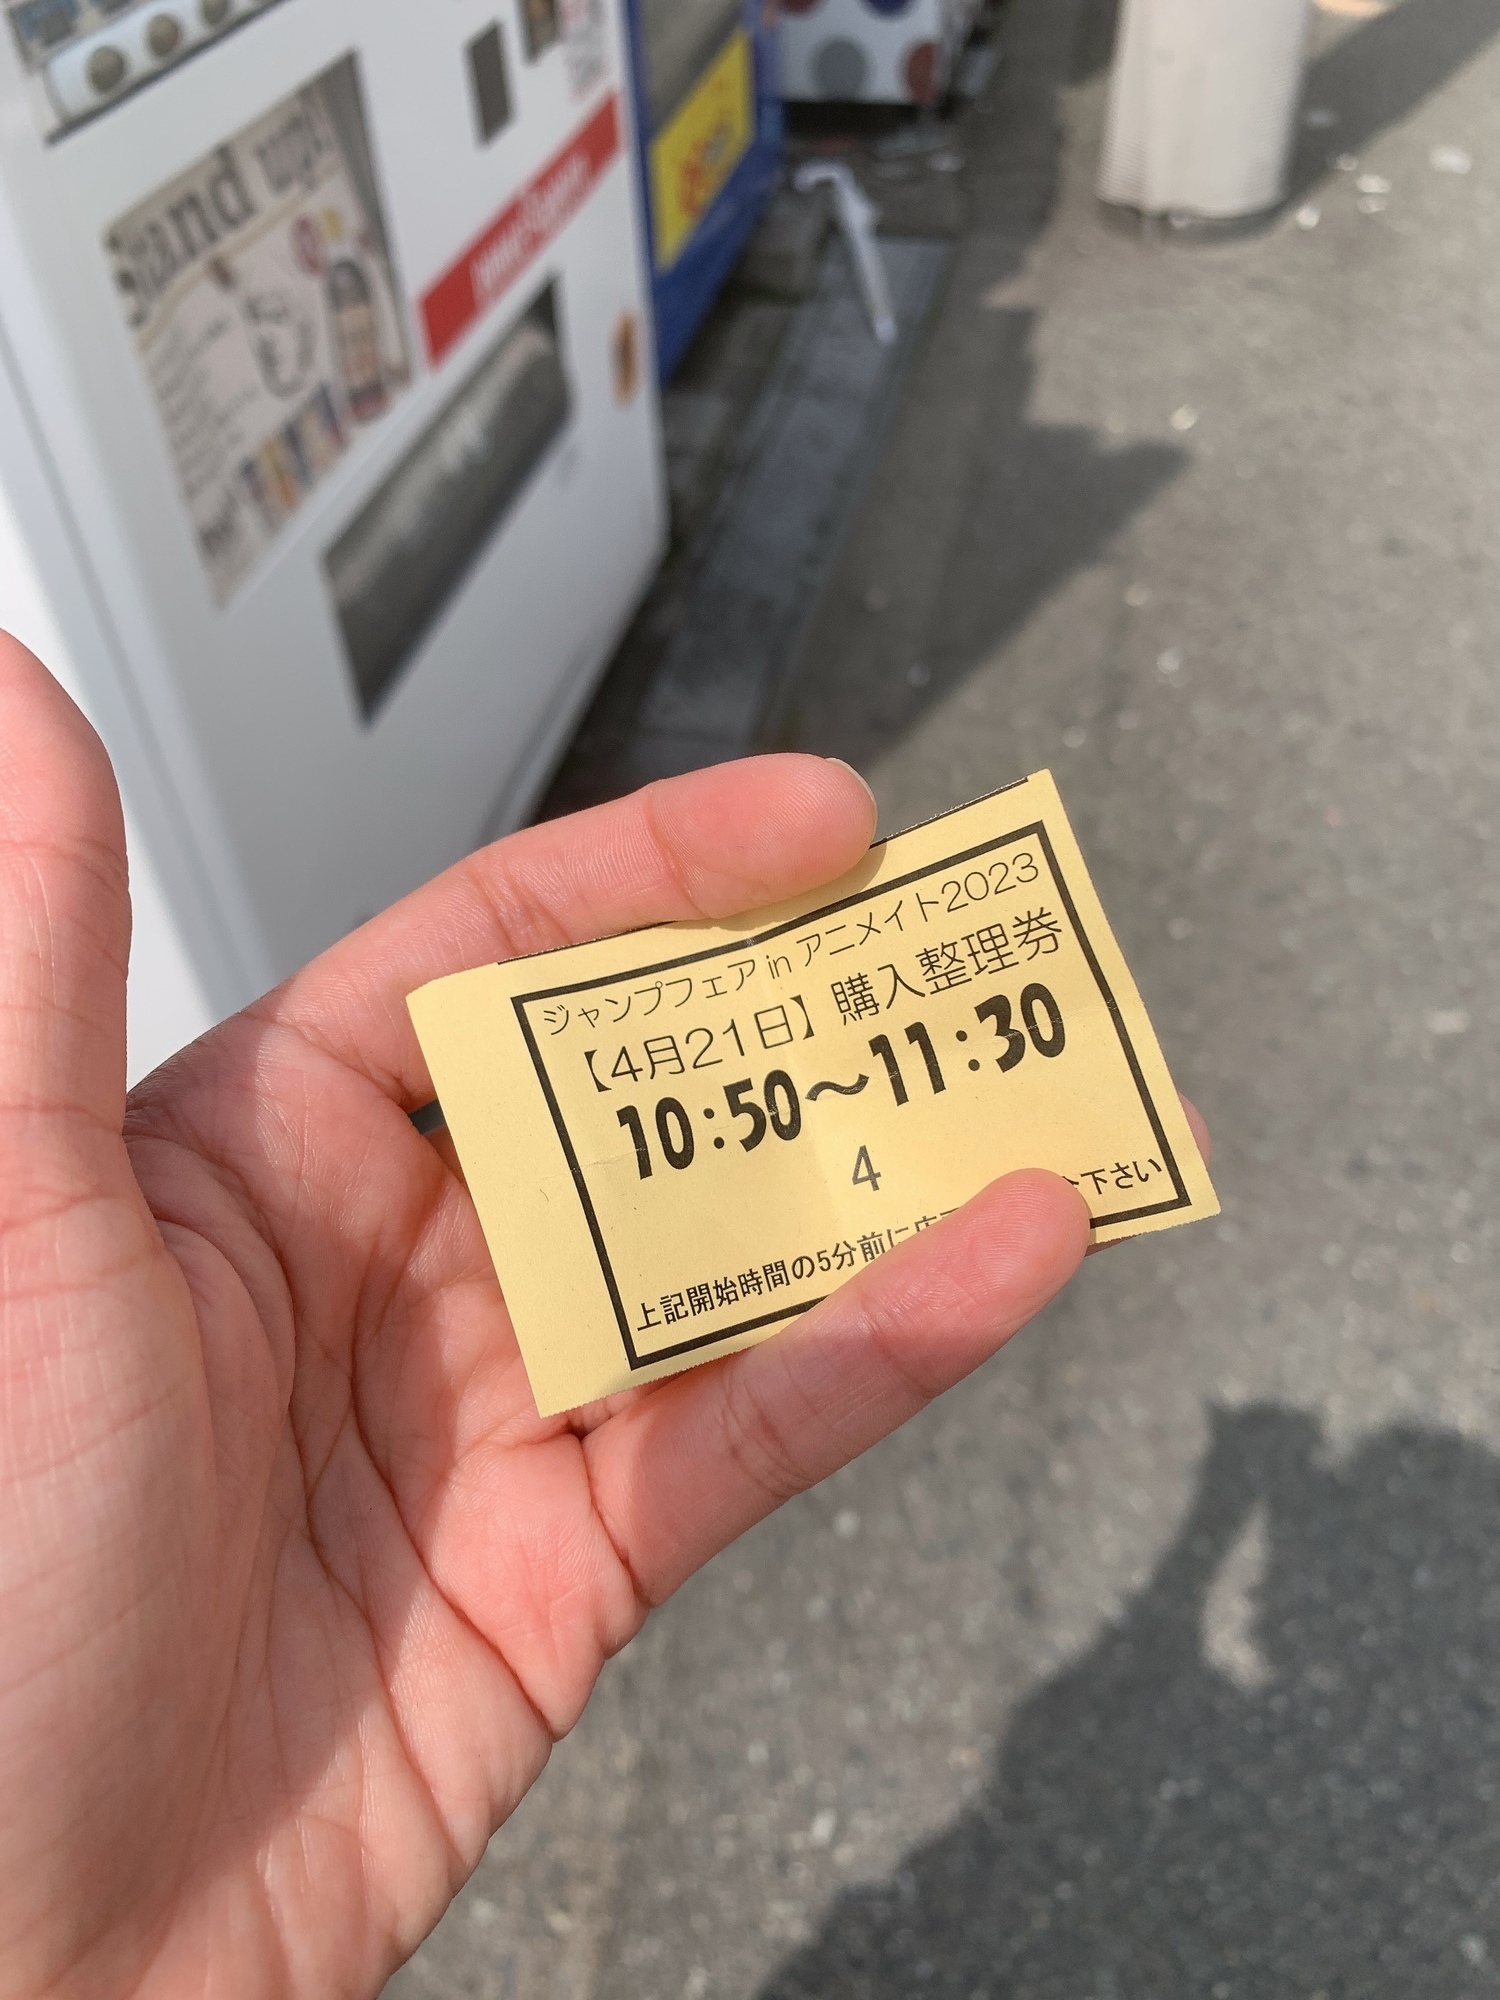 Stand up!
ジャンプフェア in アニメイト2023
【4月21日】購入整理券
10:50～11:30
4
上記開始時間の5分前に
下さい